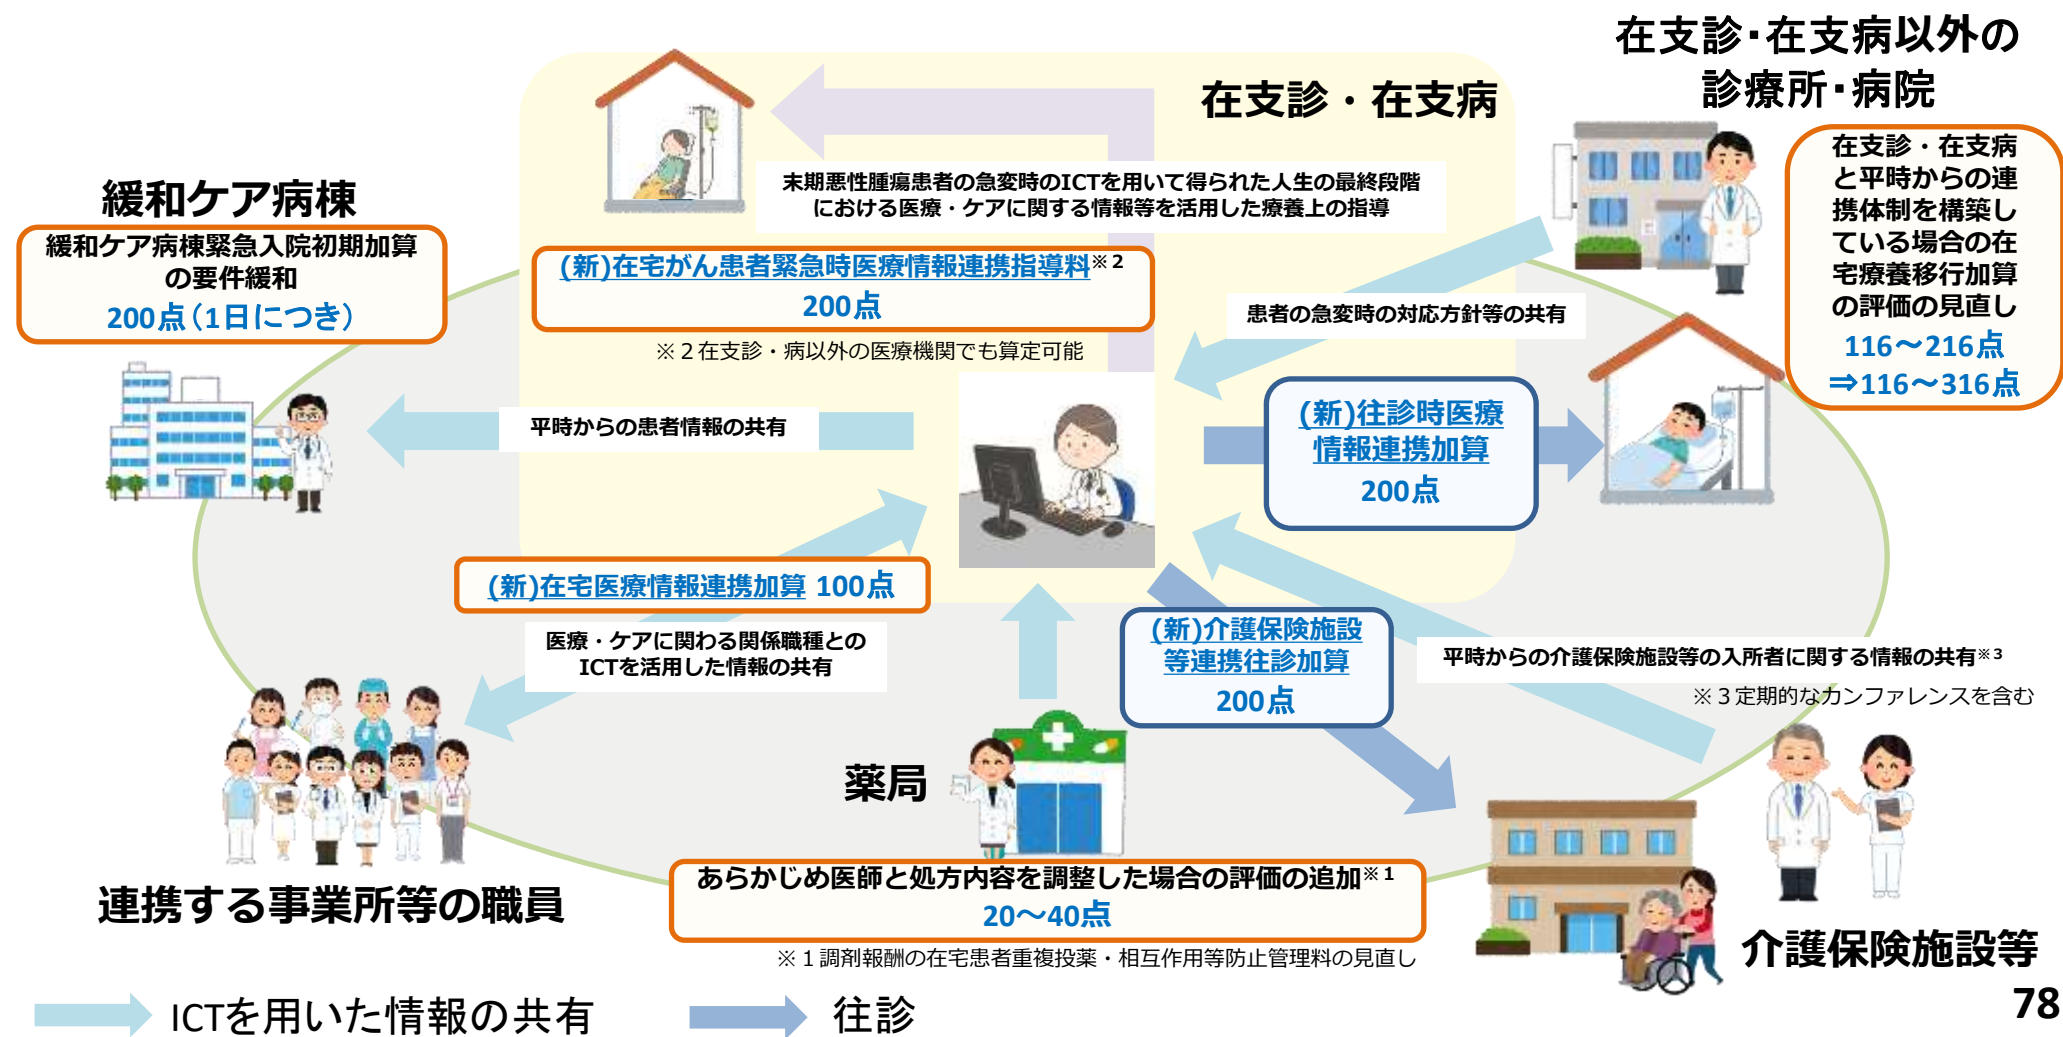 在支診・在支病以外の
診療所・病院
在支診・在支病
在支診・在支病
と平時からの連
携体制を構築し
ている場合の在
宅療養移行加算
の評価の見直し
116～216点
⇒116～316点
末期悪性腫瘍患者の急変時のICTを用いて得られた人生の最終段階
における医療・ケアに関する情報等を活用した療養上の指導
緩和ケア病棟
緩和ケア病棟緊急入院初期加算
の要件緩和
200点（1日につき）
(新)在宅がん患者緊急時医療情報連携指導料※2
200点
※２在支診・病以外の医療機関でも算定可能
患者の急変時の対応方針等の共有
平時からの患者情報の共有
(新)往診時医療
情報連携加算
200点
(新)在宅医療情報連携加算 100点
医療・ケアに関わる関係職種との
ICTを活用した情報の共有
(新)介護保険施設
等連携往診加算
200点
平時からの介護保険施設等の入所者に関する情報の共有※3
※３定期的なカンファレンスを含む
薬局
連携する事業所等の職員
あらかじめ医師と処方内容を調整した場合の評価の追加※1
20～40点
※１調剤報酬の在宅患者重複投薬・相互作用等防止管理料の見直し
介護保険施設等
ICTを用いた情報の共有
往診
78